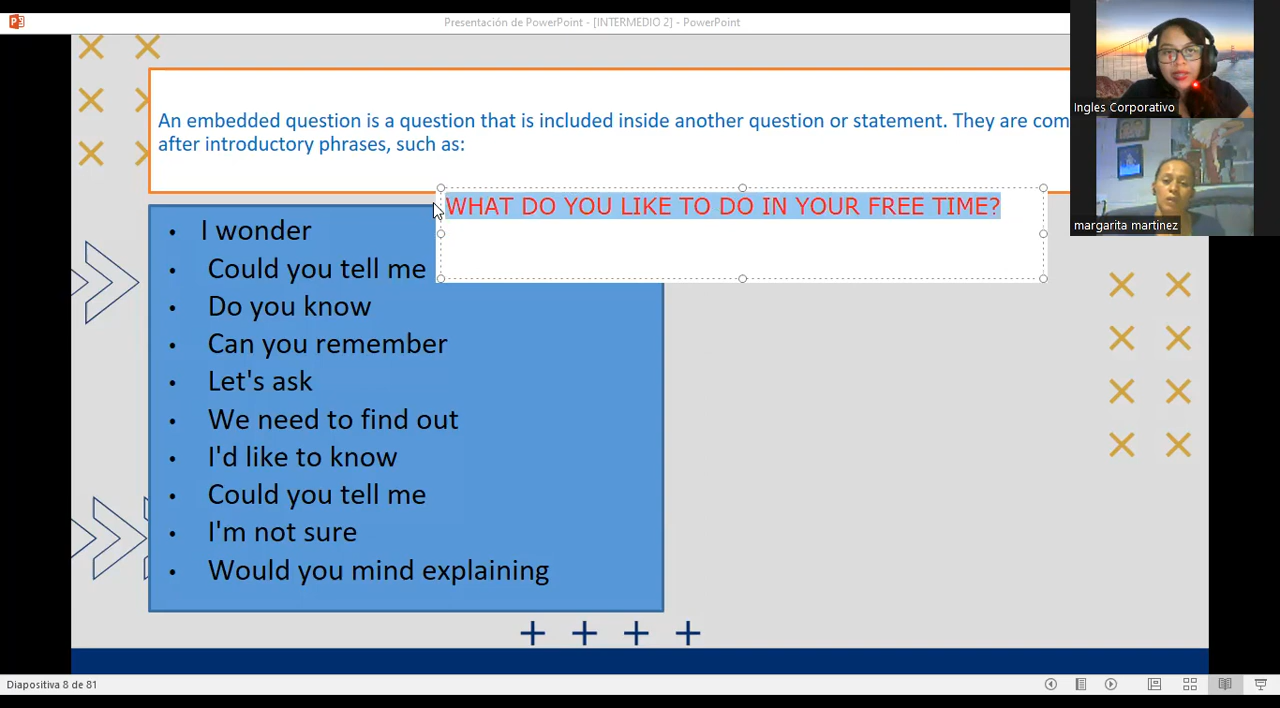 Presentación de PowerPoint - [INTERMEDIO 2] - PowerPoint
An embedded question is a question that is included inside another question or statement. They are com
after introductory phrases, such as:
WHAT DO YOU LIKE TO DO IN YOUR FREE TIME?
• I wonder
• Could you tell me
• Do you know
• Can you remember
• Let's ask
• We need to find out
• I'd like to know
• Could you tell me
• I'm not sure
• Would you mind explaining
Ingles Corporativo
margarita martinez
Diapositiva 8 de 81